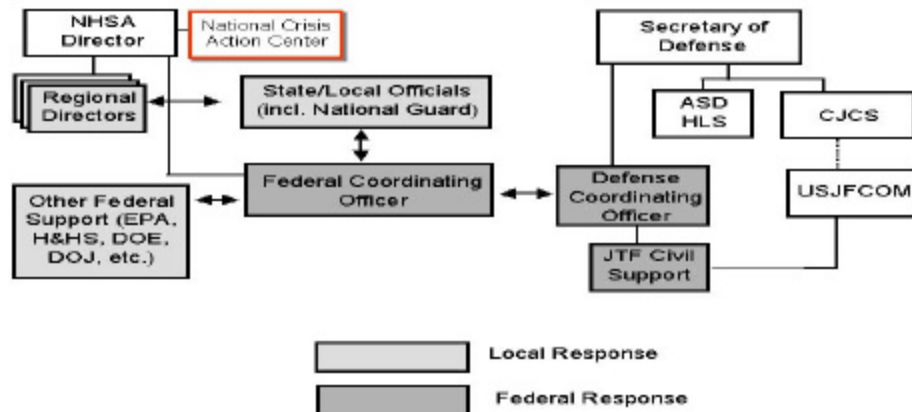 NHSA
Director
National Crisis
Action Center
Secretary of
Defense
Regional
Directors
State/Local Officials
(incl. National Guard)
ASD
HLS
CJCS
Federal Coordinating
Officer
Defense
Coordinating
Officer
USJFCOM
Other Federal
Support (EPA,
H&HS, DOE,
DOJ, etc.)
JTF Civil
Support
Local Response
Federal Response